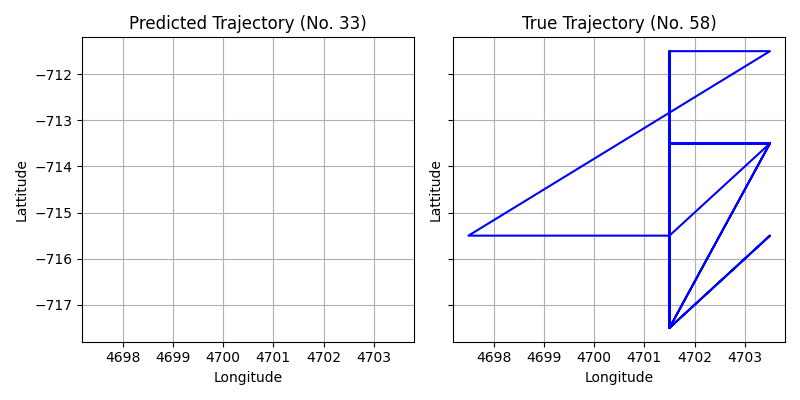 Predicted Trajectory (No. 33)
Lattitude
−712
−713
−714
−715
−716
−717
4698 4699 4700 4701 4702 4703
Longitude
True Trajectory (No. 58)
Lattitude
4698 4699 4700 4701 4702 4703
Longitude